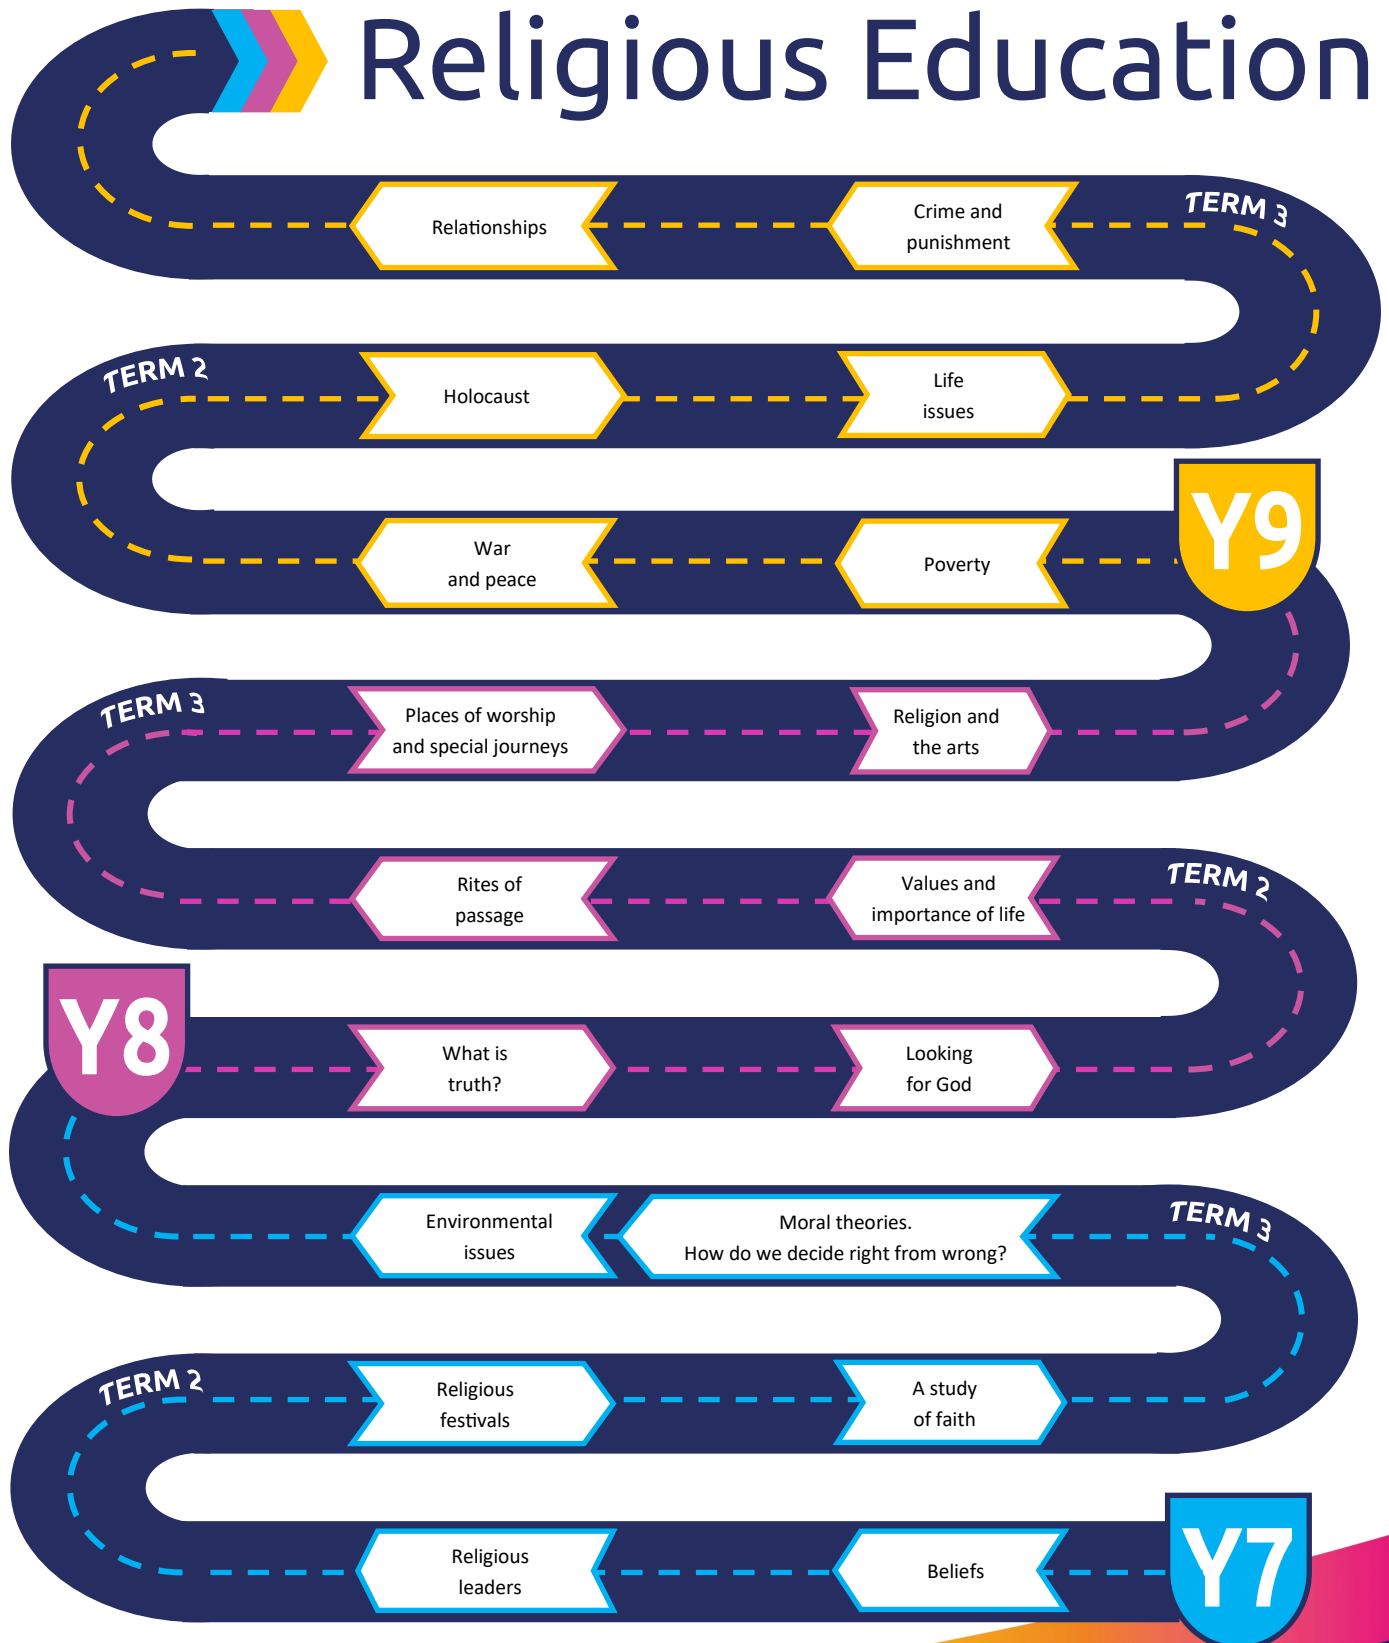 Religious Education
TERM 3
Relationships
Crime and
punishment
TERM 2
Holocaust
Life
issues
Y9
War
and peace
Poverty
TERM 3
Places of worship
and special journeys
Religion and
the arts
TERM 2
Rites of
passage
Values and
importance of life
Y8
What is
truth?
Looking
for God
TERM 3
Environmental
issues
Moral theories.
How do we decide right from wrong?
TERM 2
Religious
festivals
A study
of faith
Y7
Religious
leaders
Beliefs